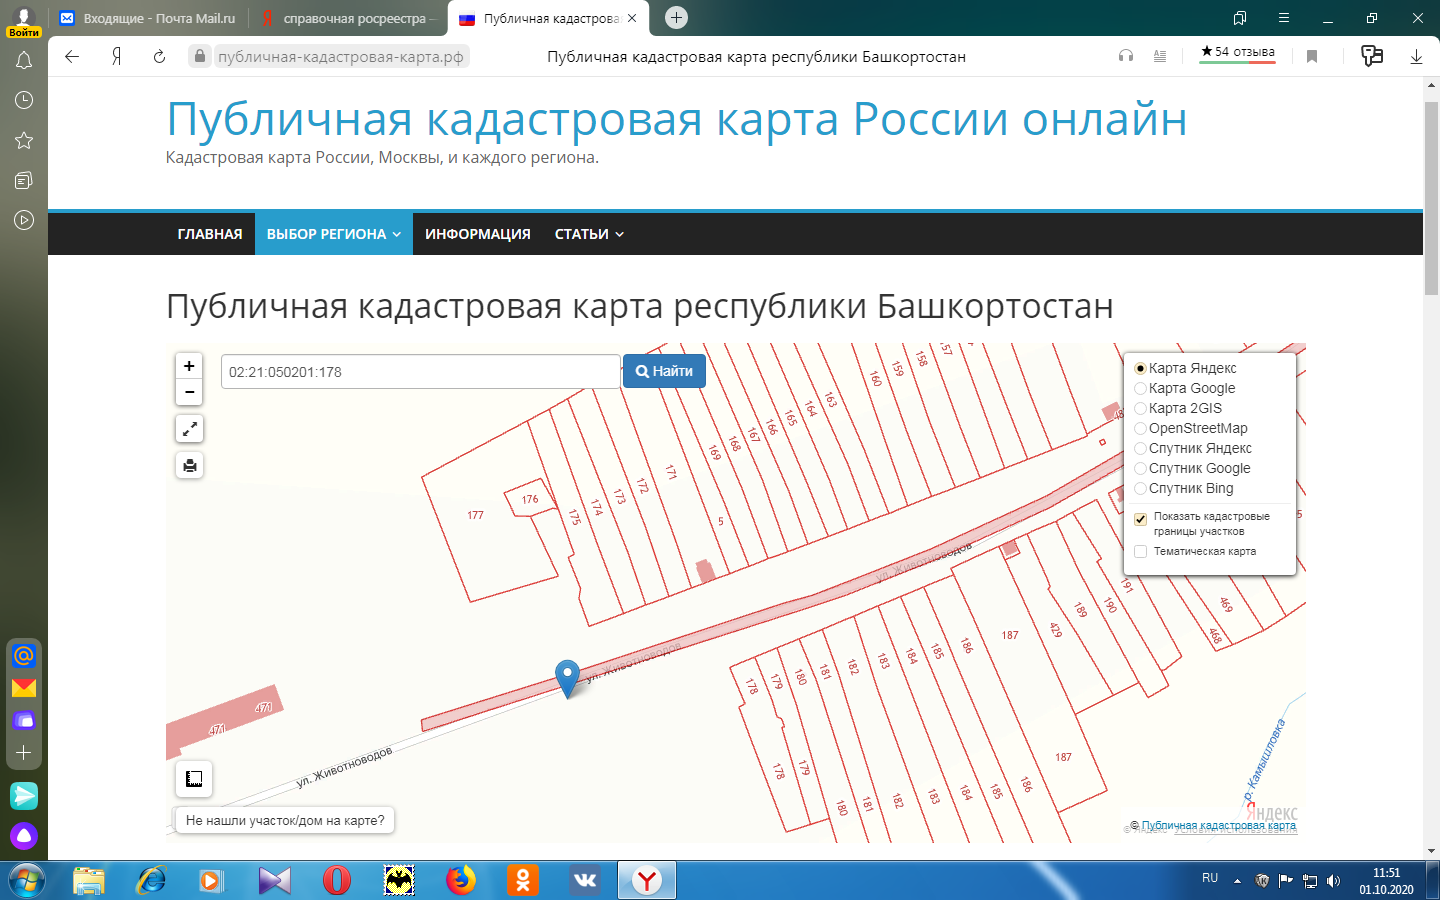 Войти
Входящие - Почта Mail.ru
справочная росреестра –
Публичная кадастрова
публичная-кадастровая-карта.рф
Публичная кадастровая карта республики Башкортостан
★54 отзыва
Публичная кадастровая карта России онлайн
Кадастровая карта России, Москвы, и каждого региона.
ГЛАВНАЯ
ВЫБОР РЕГИОНА
ИНФОРМАЦИЯ
СТАТЬИ
Публичная кадастровая карта республики Башкортостан
02:21:050201:178
Найти
Карта Яндекс
Карта Google
Карта 2GIS
OpenStreetMap
Спутник Яндекс
Спутник Google
Спутник Bing
Показать кадастровые
границы участков
Тематическая карта
157
158
159
160
163
164
165
166
167
168
169
171
172
173
174
175
176
177
5
5
ул. Животноводов
ул. Животноводов
ул. Животноводов
178
179
180
181
182
183
184
185
186
187
429
189
190
191
469
468
471
471
178
179
180
181
182
183
184
185
186
187
р. Камышловка
Яндекс
© Публичная кадастровая карта
© Яндекс Условия использования
Не нашли участок/дом на карте?
RU
11:51
01.10.2020